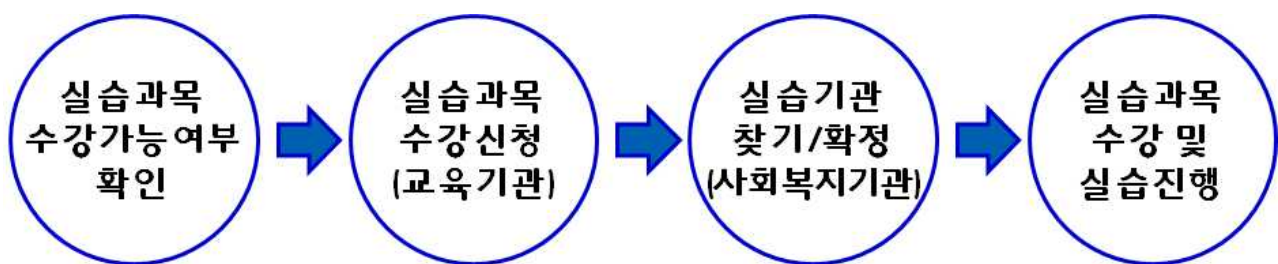 실습과목
수강가능여부
확인
실습과목
수강신청
(교육기관)
실습기관
찾기/확정
(사회복지기관)
실습과목
수강 및
실습진행